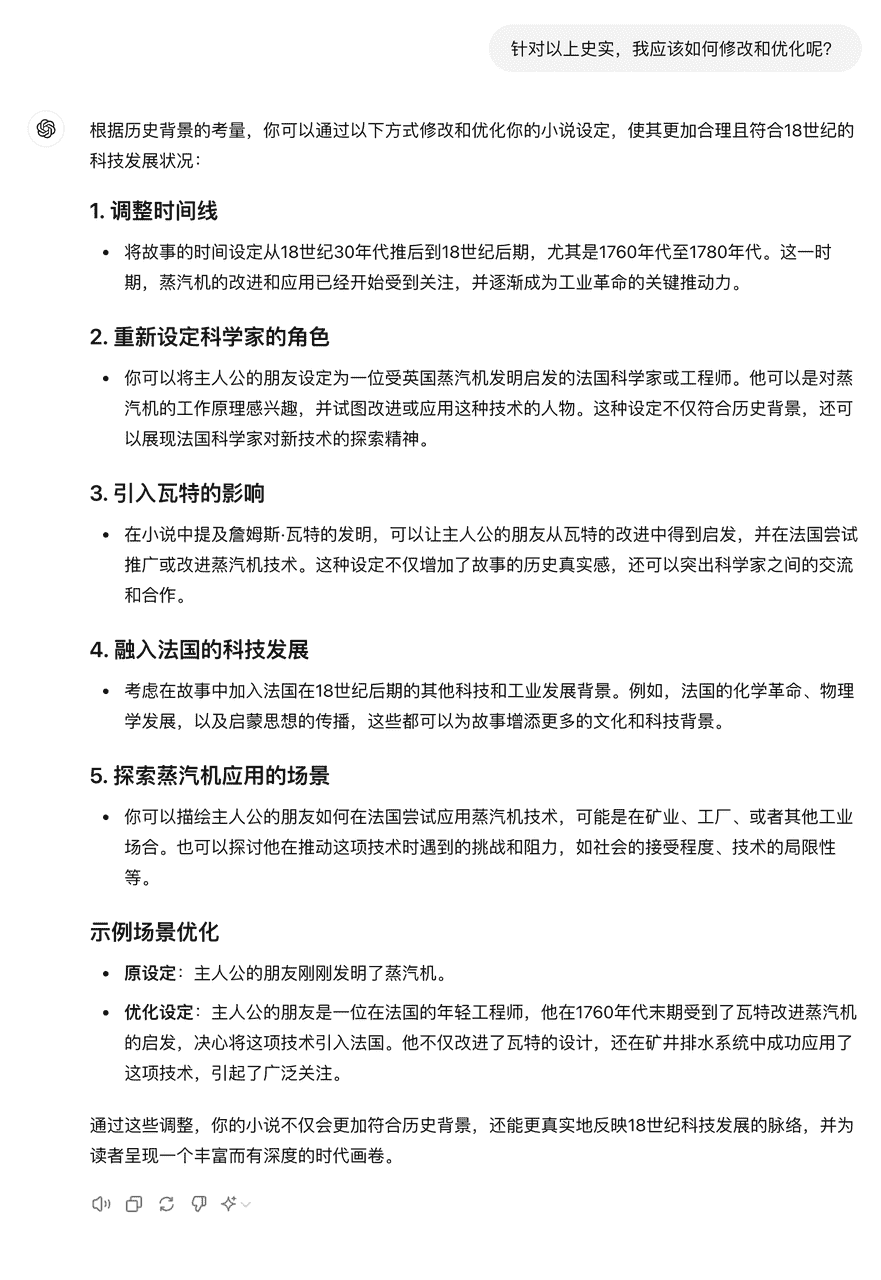 针对以上史实，我应该如何修改和优化呢？
根据历史背景的考量，你可以通过以下方式修改和优化你的小说设定，使其更加合理且符合18世纪的
科技发展状况：
1. 调整时间线
• 将故事的时间设定从18世纪30年代推后到18世纪后期，尤其是1760年代至1780年代。这一时
期，蒸汽机的改进和应用已经开始受到关注，并逐渐成为工业革命的关键推动力。
2. 重新设定科学家的角色
• 你可以将主人公的朋友设定为一位受英国蒸汽机发明启发的法国科学家或工程师。他可以是对蒸
汽机的工作原理感兴趣，并试图改进或应用这种技术的人物。这种设定不仅符合历史背景，还可
以展现法国科学家对新技术的探索精神。
3. 引入瓦特的影响
• 在小说中提及詹姆斯·瓦特的发明，可以让主人公的朋友从瓦特的改进中得到启发，并在法国尝试
推广或改进蒸汽机技术。这种设定不仅增加了故事的历史真实感，还可以突出科学家之间的交流
和合作。
4. 融入法国的科技发展
• 考虑在故事中加入法国在18世纪后期的其他科技和工业发展背景。例如，法国的化学革命、物理
学发展，以及启蒙思想的传播，这些都可以为故事增添更多的文化和科技背景。
5. 探索蒸汽机应用的场景
• 你可以描绘主人公的朋友如何在法国尝试应用蒸汽机技术，可能是在矿业、工厂、或者其他工业
场合。也可以探讨他在推动这项技术时遇到的挑战和阻力，如社会的接受程度、技术的局限性
等。
示例场景优化
• 原设定：主人公的朋友刚刚发明了蒸汽机。
• 优化设定：主人公的朋友是一位在法国的年轻工程师，他在1760年代末期受到了瓦特改进蒸汽机
的启发，决心将这项技术引入法国。他不仅改进了瓦特的设计，还在矿井排水系统中成功应用了
这项技术，引起了广泛关注。
通过这些调整，你的小说不仅会更加符合历史背景，还能更真实地反映18世纪科技发展的脉络，并为
读者呈现一个丰富而有深度的时代画卷。